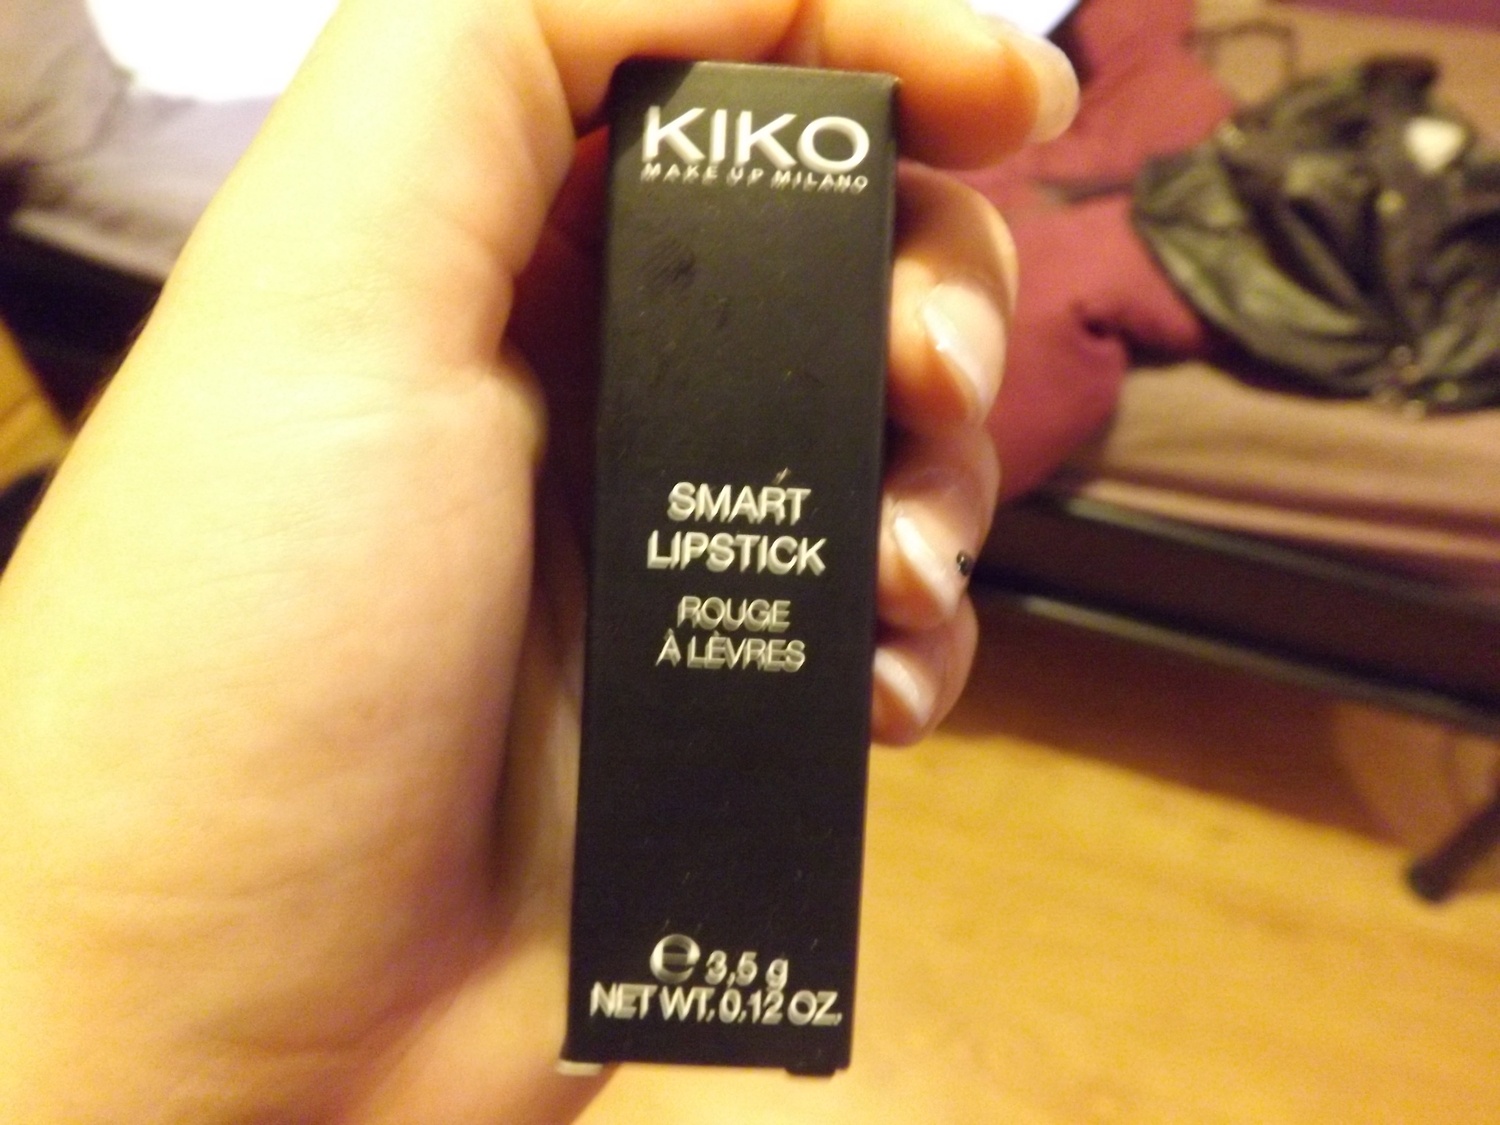 KIKO
MAKE UP MILANO
SMART
LIPSTICK
ROUGE
À LÈVRES
℮ 3,5 g
NET WT. 0.12 OZ.